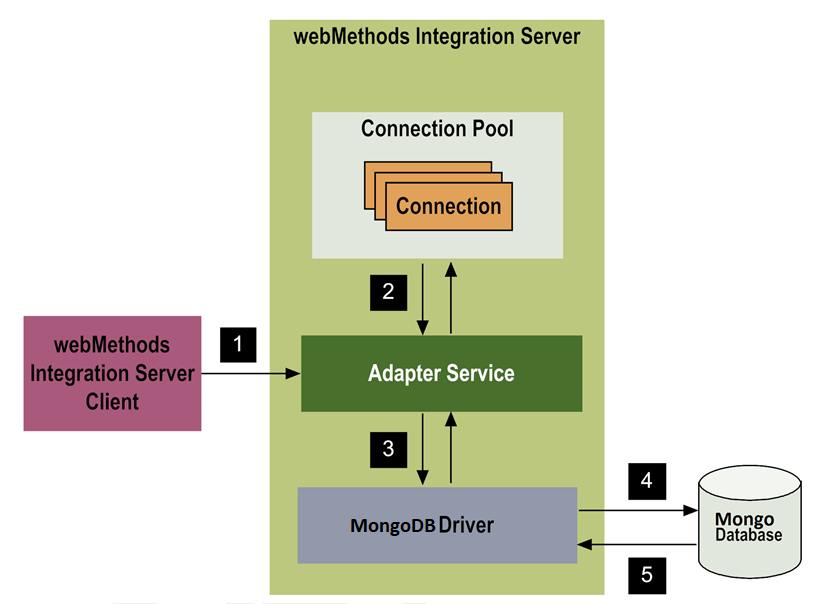 webMethods Integration Server
Connection Pool
Connection
2
1
webMethods
Integration Server
Client
Adapter Service
3
4
MongoDB Driver
Mongo
Database
5